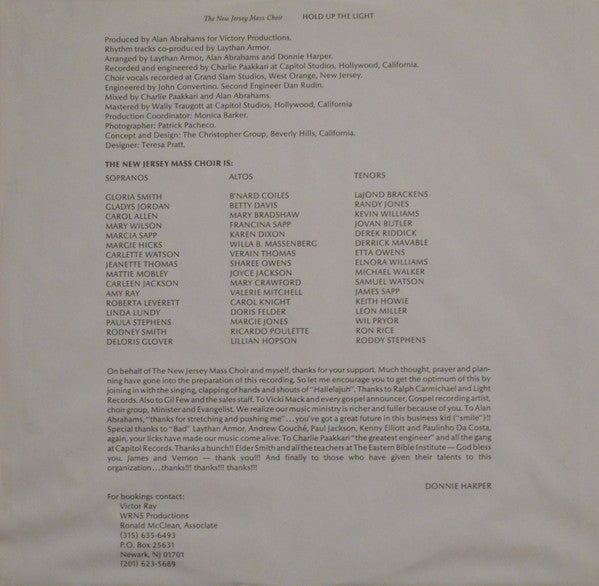 The New Jersey Mass Choir HOLD UP THE LIGHT
Produced by Alan Abrahams for Victory Productions.
Rhythm tracks co-produced by Laythan Armor.
Arranged by Laythan Armor, Alan Abrahams and Donnie Harper.
Recorded and engineered by Charlie Paakkari at Capitol Studios, Hollywood, California.
Choir vocals recorded at Grand Slam Studios, West Orange, New Jersey.
Engineered by John Convertino. Second Engineer Dan Rudin.
Mixed by Charlie Paakkari and Alan Abrahams.
Mastered by Wally Traugott at Capitol Studios, Hollywood, California
Production Coordinator: Monica Barker.
Photographer: Patrick Pacheco.
Concept and Design: The Christopher Group, Beverly Hills, California.
Designer: Teresa Pratt.
THE NEW JERSEY MASS CHOIR IS:
SOPRANOS ALTOS TENORS
GLORIA SMITH B'NARD COILES LaJOND BRACKENS
GLADYS JORDAN BETTY DAVIS RANDY JONES
CAROL ALLEN MARY BRADSHAW KEVIN WILLIAMS
MARY WILSON FRANCINA SAPP JOVAN BUTLER
MARCIA SAPP KAREN DIXON DEREK RIDDICK
MARGIE HICKS WILLA B. MASSENBERG DERRICK MAVABLE
CARLETTE WATSON VERAIN THOMAS ETTA OWENS
JEANETTE THOMAS SHAREE OWENS ELNORA WILLIAMS
MATTIE MOBLEY JOYCE JACKSON MICHAEL WALKER
CARLEEN JACKSON MARY CRAWFORD SAMUEL WATSON
AMY RAY VALERIE MITCHELL JAMES SAPP
ROBERTA LEVERETT CAROL KNIGHT KEITH HOWIE
LINDA LUNDY DORIS FELDER LEON MILLER
PAULA STEPHENS MARGIE JONES WIL PRYOR
RODNEY SMITH RICARDO POULETTE RON RICE
DELORIS GLOVER LILLIAN HOPSON RODDY STEPHENS
On behalf of The New Jersey Mass Choir and myself, thanks for your support. Much thought, prayer and plan-
ning have gone into the preparation of this recording, So let me encourage you to get the optimum of this by
joining in with the singing, clapping of hands and shouts of "Hallelajuh". Thanks to Ralph Carmichael and Light
Records. Also to Gil Few and the sales staff. To Vicki Mack and every gospel announcer, Gospel recording artist,
choir group, Minister and Evangelist. We realize our music ministry is richer and fuller because of you. To Alan
Abrahams, "thanks for stretching and pushing me"...you've got a great future in this business kid ("smile")!!
Special thanks to "Bad" Laythan Armor, Andrew Gouché, Paul Jackson, Kenny Elliott and Paulinho Da Costa,
again, your licks have made our music come alive. To Charlie Paakkari "the greatest engineer" and all the gang
at Capitol Records. Thanks a bunch!! Elder Smith and all the teachers at The Eastern Bible Institute — God bless
you. James and Vernon — thank you!!! And finally to those who have given their talents to this
organization...thanks!!! thanks!!! thanks!!!
DONNIE HARPER
For bookings contact:
Victor Ray
WRNS Productions
Ronald McClean, Associate
(315) 635-6493
P.O. Box 25631
Newark, NJ 01701
(201) 623-5689